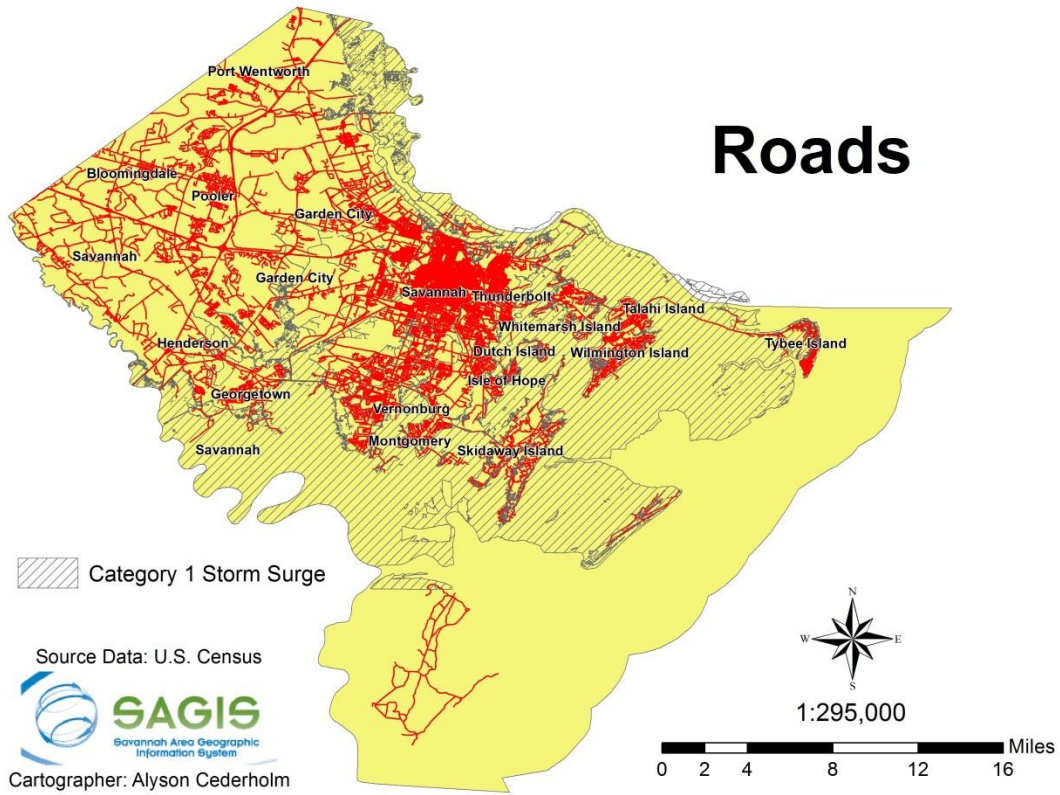 Roads
Port Wentworth
Bloomingdale
Pooler
Garden City
Savannah
Garden City
Savannah
Thunderbolt
Talahi Island
Whitemarsh Island
Tybee Island
Henderson
Dutch Island
Wilmington Island
Isle of Hope
Georgetown
Vernonburg
Montgomery
Savannah
Skidaway Island
Category 1 Storm Surge
Source Data: U.S. Census
SAGIS
Savannah Area Geographic
Information System
Cartographer: Alyson Cederholm
N
W E
S
1:295,000
Miles
0 2 4 8 12 16